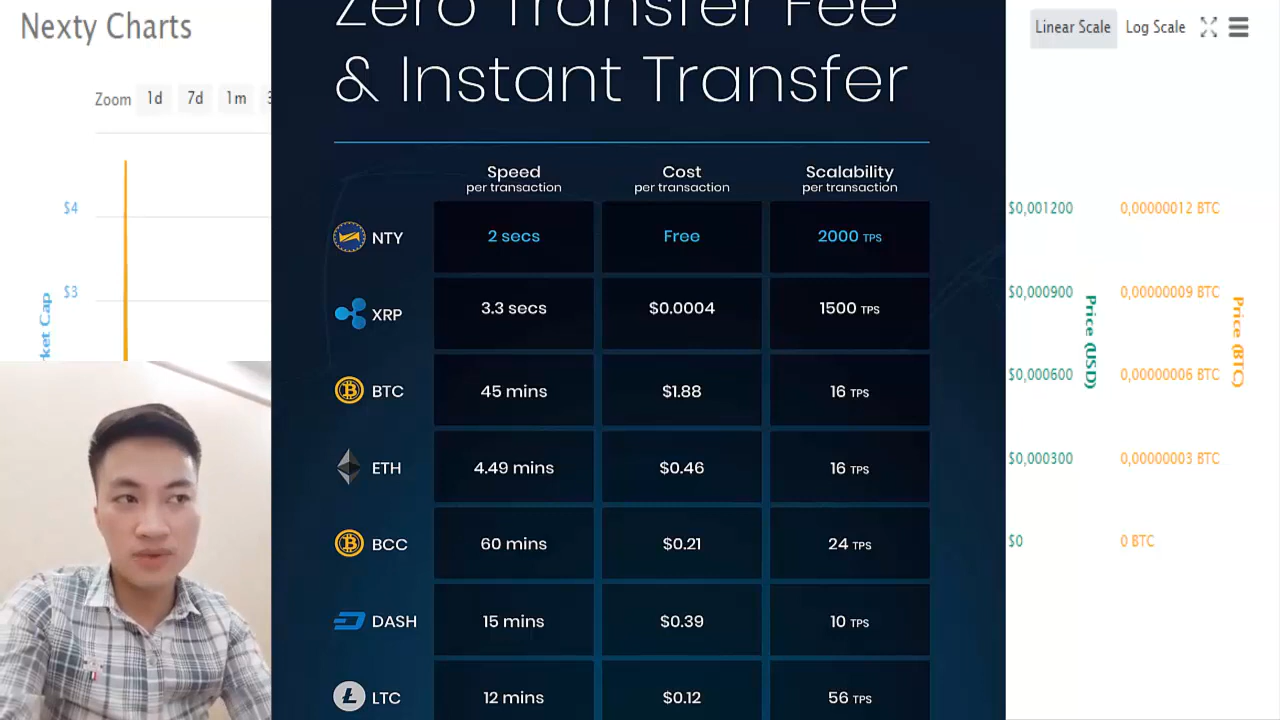 Nexty Charts
Zoom 1d 7d 1m
$4
$3
ket Cap
Zero Transfer Fee
& Instant Transfer
Speed Cost Scalability
per transaction per transaction per transaction
NTY 2 secs Free 2000 TPS
XRP 3.3 secs $0.0004 1500 TPS
BTC 45 mins $1.88 16 TPS
ETH 4.49 mins $0.46 16 TPS
BCC 60 mins $0.21 24 TPS
DASH 15 mins $0.39 10 TPS
LTC 12 mins $0.12 56 TPS
Linear Scale Log Scale
$0,001200 0,00000012 BTC
$0,000900 0,00000009 BTC
$0,000600 0,00000006 BTC
$0,000300 0,00000003 BTC
$0 0 BTC
Price (USD)
Price (BTC)